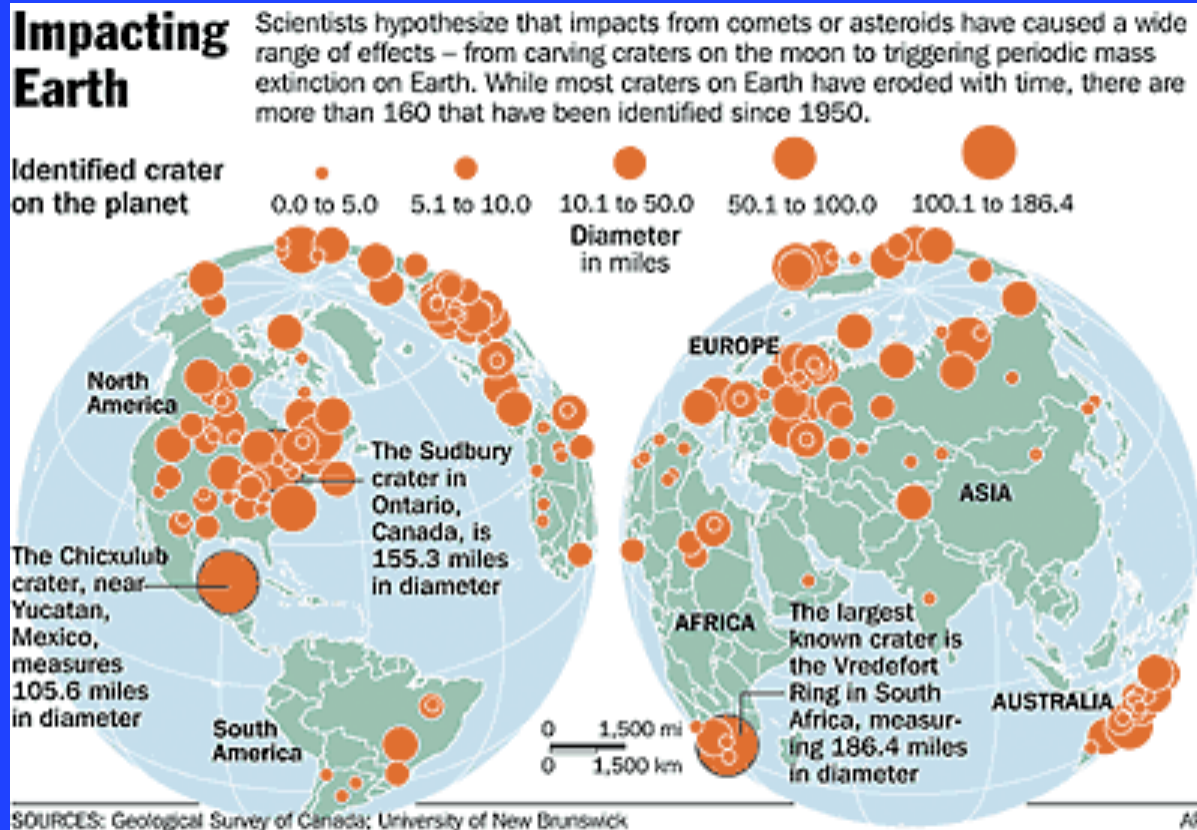 Impacting
Earth
Scientists hypothesize that impacts from comets or asteroids have caused a wide
range of effects – from carving craters on the moon to triggering periodic mass
extinction on Earth. While most craters on Earth have eroded with time, there are
more than 160 that have been identified since 1950.
Identified crater
on the planet
0.0 to 5.0
5.1 to 10.0
10.1 to 50.0
50.1 to 100.0
100.1 to 186.4
Diameter
in miles
North
America
The Sudbury
crater in
Ontario,
Canada, is
155.3 miles
in diameter
The Chicxulub
crater, near
Yucatan,
Mexico,
measures
105.6 miles
in diameter
South
America
0 1,500 mi
0 1,500 km
EUROPE
ASIA
AFRICA
The largest
known crater is
the Vredefort
Ring in South
Africa, measur-
ing 186.4 miles
in diameter
AUSTRALIA
SOURCES: Geological Survey of Canada; University of New Brunswick
AP